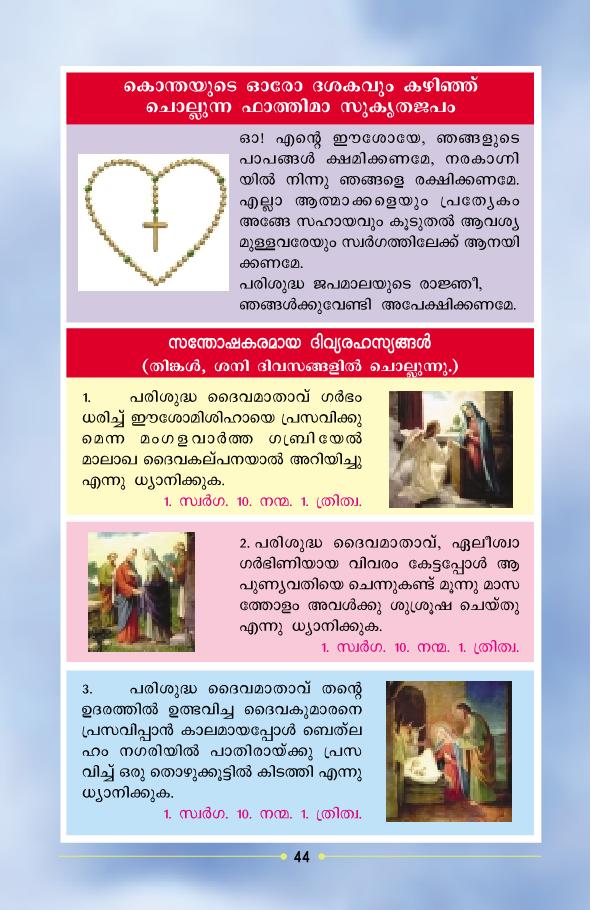 കൊന്തയുടെ ഓരോ ദശകവും കഴിഞ്ഞ്
ചൊല്ലുന്ന ഫാത്തിമാ സുകൃതജപം
ഓ! എന്റെ ഈശോയേ, ഞങ്ങളുടെ
പാപങ്ങൾ ക്ഷമിക്കണമേ, നരകാഗ്നി
യിൽ നിന്നു ഞങ്ങളെ രക്ഷിക്കണമേ.
എല്ലാ ആത്മാക്കളെയും പ്രത്യേകം
അങ്ങേ സഹായവും കൂടുതൽ ആവശ്യ
മുള്ളവരേയും സ്വർഗത്തിലേക്ക് ആനയി
ക്കണമേ.
പരിശുദ്ധ ജപമാലയുടെ രാജ്ഞീ,
ഞങ്ങൾക്കുവേണ്ടി അപേക്ഷിക്കണമേ.
സന്തോഷകരമായ ദിവ്യരഹസ്യങ്ങൾ
(തിങ്കൾ, ശനി ദിവസങ്ങളിൽ ചൊല്ലുന്നു.)
1. പരിശുദ്ധ ദൈവമാതാവ് ഗർഭം
ധരിച്ച് ഈശോമിശിഹായെ പ്രസവിക്കു
മെന്ന മംഗളവാർത്ത ഗബ്രിയേൽ
മാലാഖ ദൈവകല്പനയാൽ അറിയിച്ചു
എന്നു ധ്യാനിക്കുക.
1. സ്വർഗ. 10. നന്മ. 1. ത്രിത്വ.
2. പരിശുദ്ധ ദൈവമാതാവ്, ഏലീശ്വാ
ഗർഭിണിയായ വിവരം കേട്ടപ്പോൾ ആ
പുണ്യവതിയെ ചെന്നുകണ്ട് മൂന്നു മാസ
ത്തോളം അവൾക്കു ശുശ്രൂഷ ചെയ്തു
എന്നു ധ്യാനിക്കുക.
1. സ്വർഗ. 10. നന്മ. 1. ത്രിത്വ.
3. പരിശുദ്ധ ദൈവമാതാവ് തന്റെ
ഉദരത്തിൽ ഉത്ഭവിച്ച ദൈവകുമാരനെ
പ്രസവിപ്പാൻ കാലമായപ്പോൾ ബെത്‌ല
ഹം നഗരിയിൽ പാതിരായ്ക്കു പ്രസ
വിച്ച് ഒരു തൊഴുക്കൂട്ടിൽ കിടത്തി എന്നു
ധ്യാനിക്കുക.
1. സ്വർഗ. 10. നന്മ. 1. ത്രിത്വ.
44